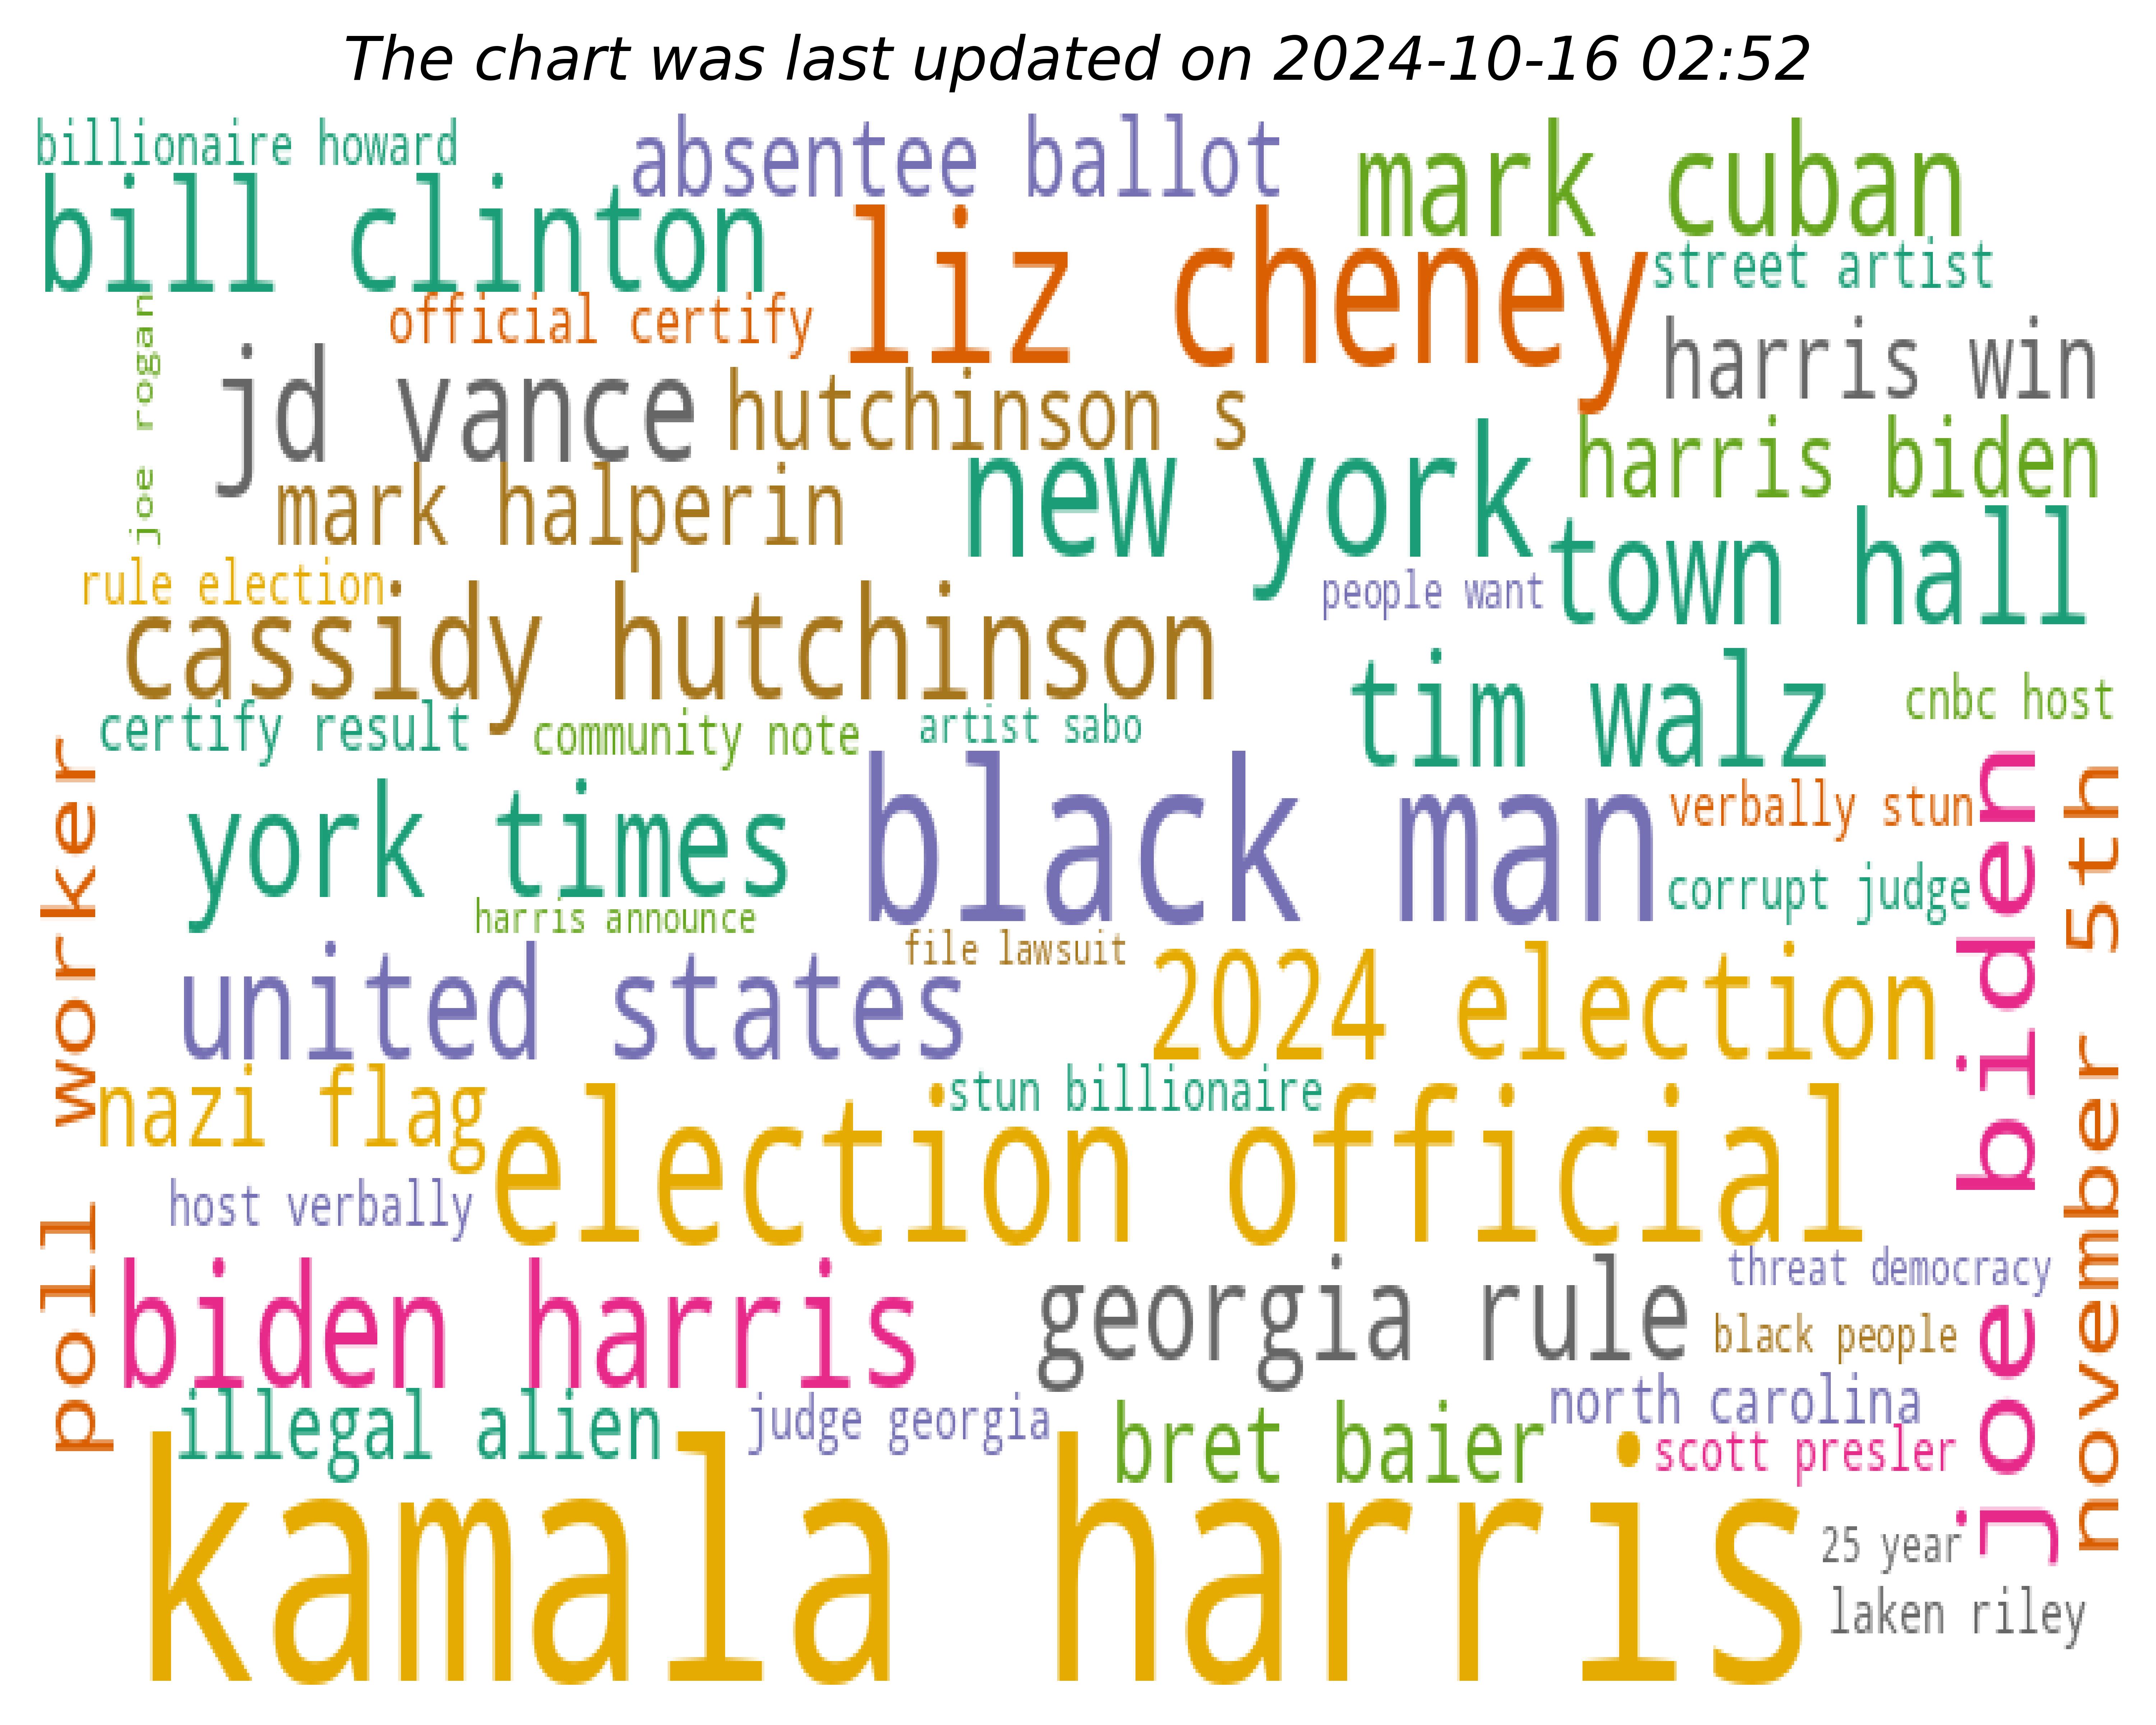 The chart was last updated on 2024-10-16 02:52
billionaire howard
absentee ballot
mark cuban
bill clinton
liz cheney
street artist
official certify
joe rogan
harris win
jd vance
hutchinson s
harris biden
new york
mark halperin
town hall
rule election
people want
cassidy hutchinson
tim walz
cnbc host
certify result
community note
artist sabo
poll worker
york times
black man
verbally stun
joe biden
november 5th
corrupt judge
harris announce
file lawsuit
united states
2024 election
nazi flag
stun billionaire
election official
host verbally
biden harris
georgia rule
threat democracy
black people
illegal alien
judge georgia
bret baier
north carolina
scott presler
kamala harris
25 year
laken riley